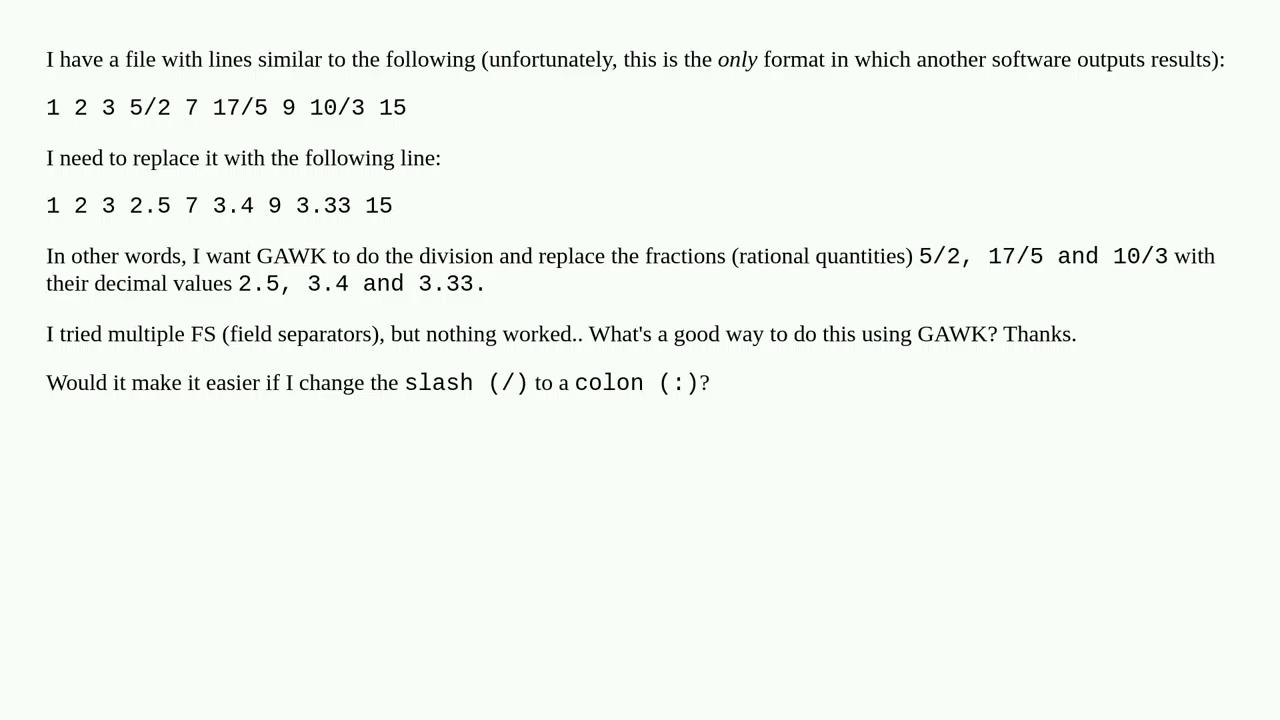 I have a file with lines similar to the following (unfortunately, this is the only format in which another software outputs results):
1 2 3 5/2 7 17/5 9 10/3 15
I need to replace it with the following line:
1 2 3 2.5 7 3.4 9 3.33 15
In other words, I want GAWK to do the division and replace the fractions (rational quantities) 5/2, 17/5 and 10/3 with
their decimal values 2.5, 3.4 and 3.33.
I tried multiple FS (field separators), but nothing worked.. What's a good way to do this using GAWK? Thanks.
Would it make it easier if I change the slash (/) to a colon (:)?